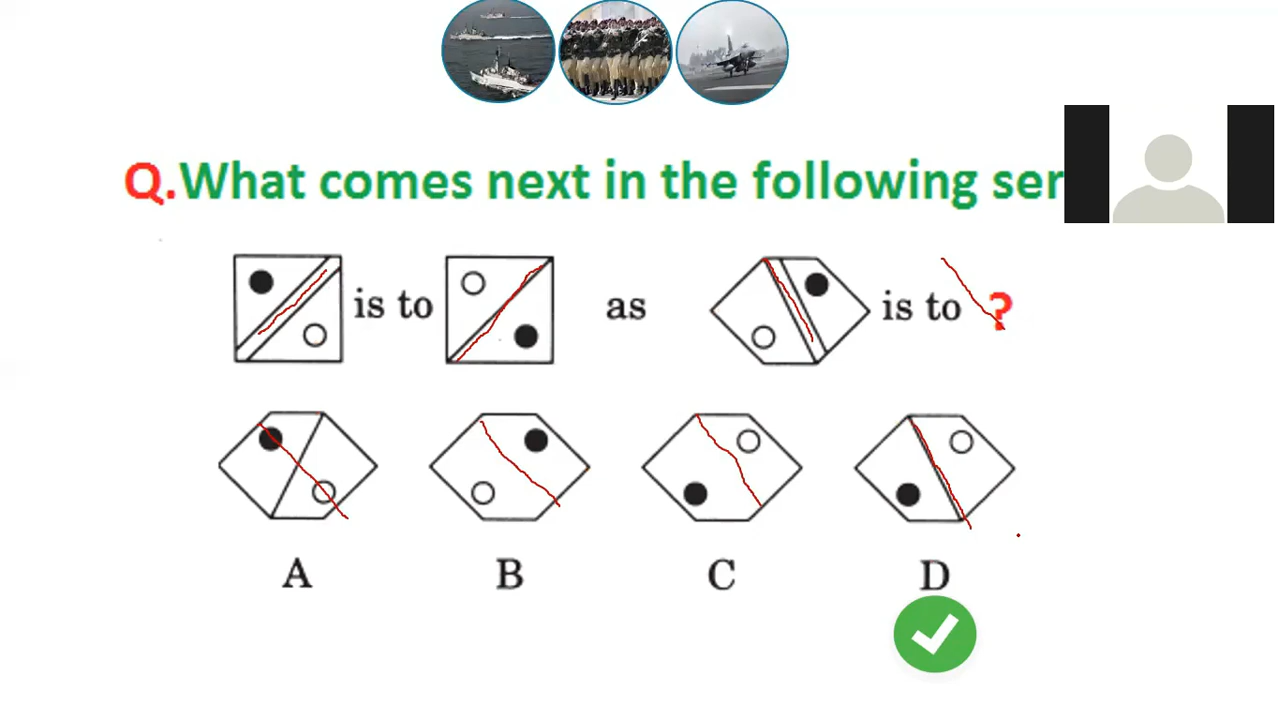 Q.What comes next in the following ser
is to as is to ?
A B C D